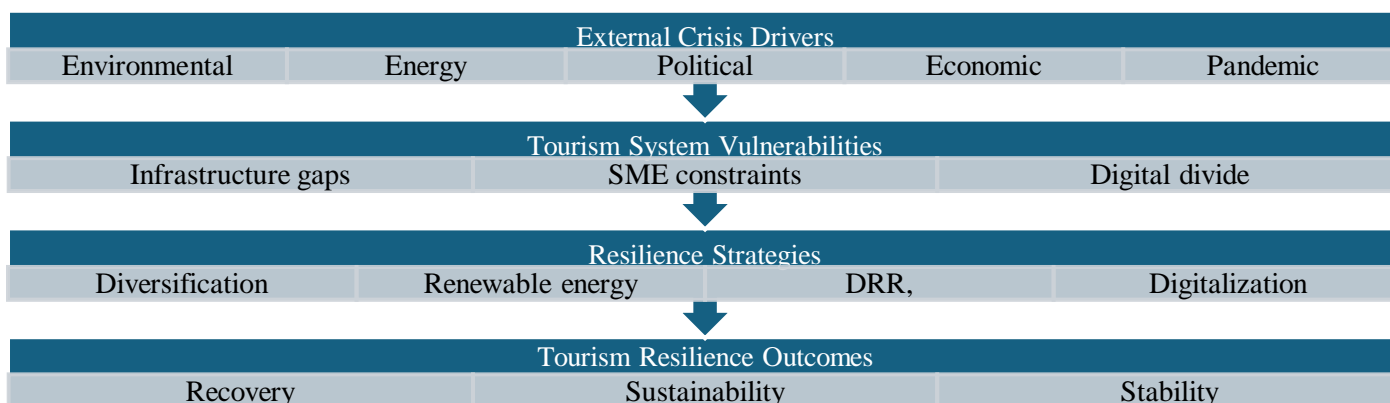 External Crisis Drivers
Environmental Energy Political Economic Pandemic
Tourism System Vulnerabilities
Infrastructure gaps SME constraints Digital divide
Resilience Strategies
Diversification Renewable energy DRR, Digitalization
Tourism Resilience Outcomes
Recovery Sustainability Stability